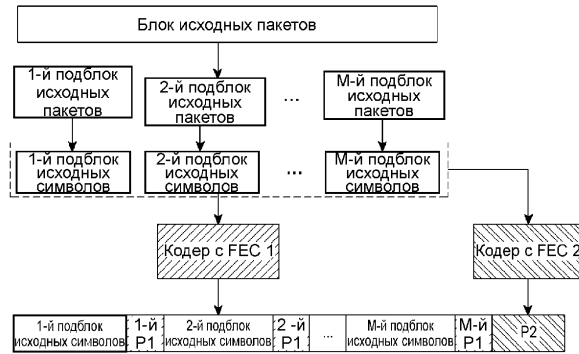 Блок исходных пакетов
1-й подблок
исходных
пакетов
2-й подблок
исходных
пакетов
...
М-й подблок
исходных
пакетов
1-й подблок
исходных
символов
2-й подблок
исходных
символов
...
М-й подблок
исходных
символов
Кодер с FEC 1
Кодер с FEC 2
1-й подблок
исходных символов
1-й
P1
2-й подблок
исходных символов
2 -й
P1
...
М-й подблок
исходных символов
М-й
P1
P2